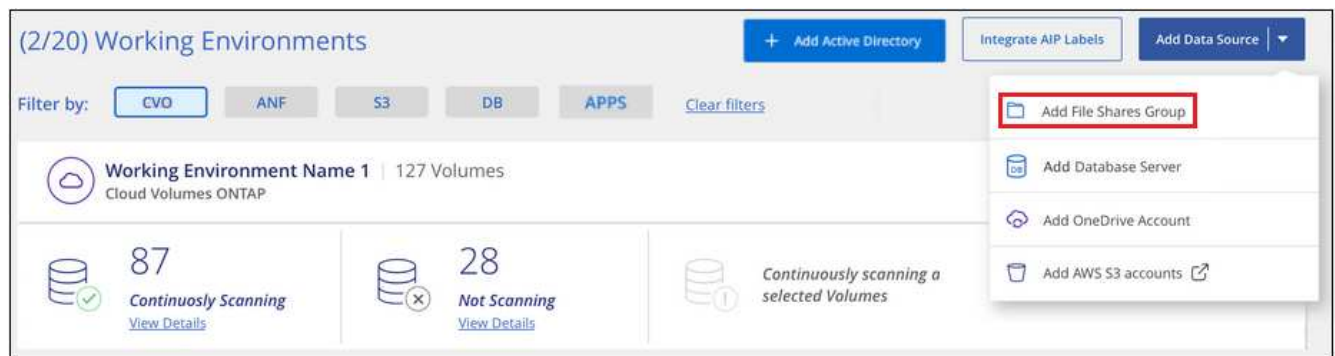 (2/20) Working Environments
+ Add Active Directory
Integrate AIP Labels
Add Data Source
Filter by:
CVO
ANF
S3
DB
APPS
Clear filters
Add File Shares Group
DB
Add Database Server
Add OneDrive Account
Add AWS S3 accounts
Working Environment Name 1 | 127 Volumes
Cloud Volumes ONTAP
87
Continuosly Scanning
View Details
28
Not Scanning
View Details
Continuously scanning a
selected Volumes